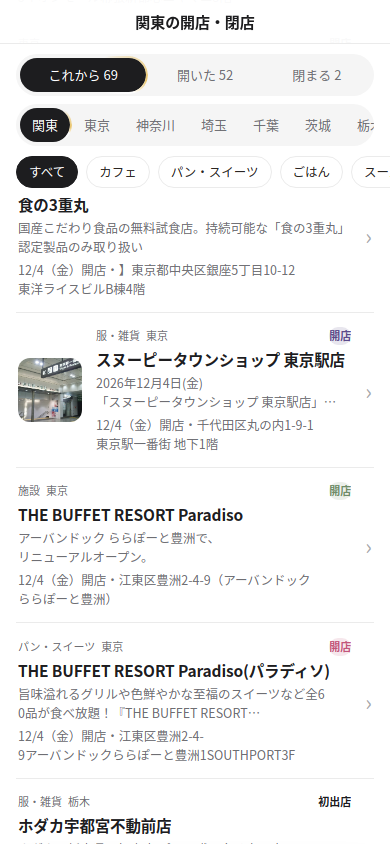 関東の開店・閉店
これから 69
開いた 52
閉まる 2
関東
東京
神奈川
埼玉
千葉
茨城
すべて
カフェ
パン・スイーツ
ごはん
スー
食の3重丸
国産こだわり食品の無料試食店。持続可能な「食の3重丸」
認定製品のみ取り扱い
12/4（金）開店・】東京都中央区銀座5丁目10-12
東洋ライスビルB棟4階
服・雑貨 東京
開店
スヌーピータウンショップ 東京駅店
2026年12月4日(金)
「スヌーピータウンショップ 東京駅店」…
12/4（金）開店・千代田区丸の内1-9-1
東京駅一番街 地下1階
施設 東京
開店
THE BUFFET RESORT Paradiso
アーバンドック ららぽーと豊洲で、
リニューアルオープン。
12/4（金）開店・江東区豊洲2-4-9（アーバンドック
ららぽーと豊洲）
パン・スイーツ 東京
開店
THE BUFFET RESORT Paradiso(パラディソ)
旨味溢れるグリルや色鮮やかな至福のスイーツなど全6
0品が食べ放題！『THE BUFFET RESORT…
12/4（金）開店・江東区豊洲2-4-
9アーバンドックららぽーと豊洲1SOUTHPORT3F
服・雑貨 栃木
初出店
ホダカ宇都宮不動前店